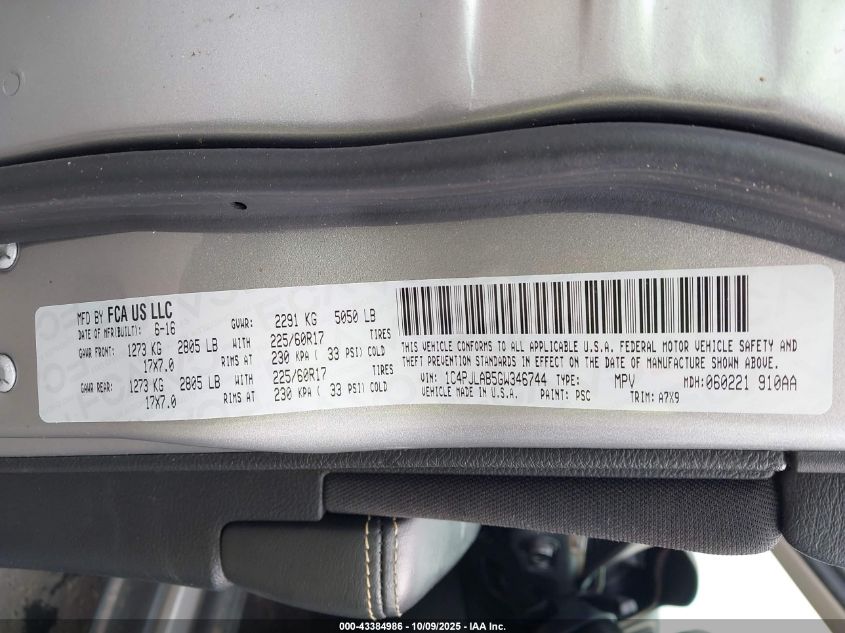 MFD BY FCA US LLC
DATE OF MFR(BUILT): 6-16 GVWR: 2291 KG 5050 LB
GAWR FRONT: 1273 KG 2805 LB WITH 225/60R17 TIRES
17X7.0 RIMS AT 230 KPA ( 33 PSI) COLD
GAWR REAR: 1273 KG 2805 LB WITH 225/60R17 TIRES
17X7.0 RIMS AT 230 KPA ( 33 PSI) COLD
THIS VEHICLE CONFORMS TO ALL APPLICABLE U.S.A. FEDERAL MOTOR VEHICLE SAFETY AND
THEFT PREVENTION STANDARDS IN EFFECT ON THE DATE OF MANUFACTURE SHOWN ABOVE.
VIN: 1C4PJLAB5GW346744 TYPE: MPV MDH:060221 910AA
VEHICLE MADE IN U.S.A. PAINT: PSC TRIM: A7X9
000-43384986 - 10/09/2025 - IAA Inc.